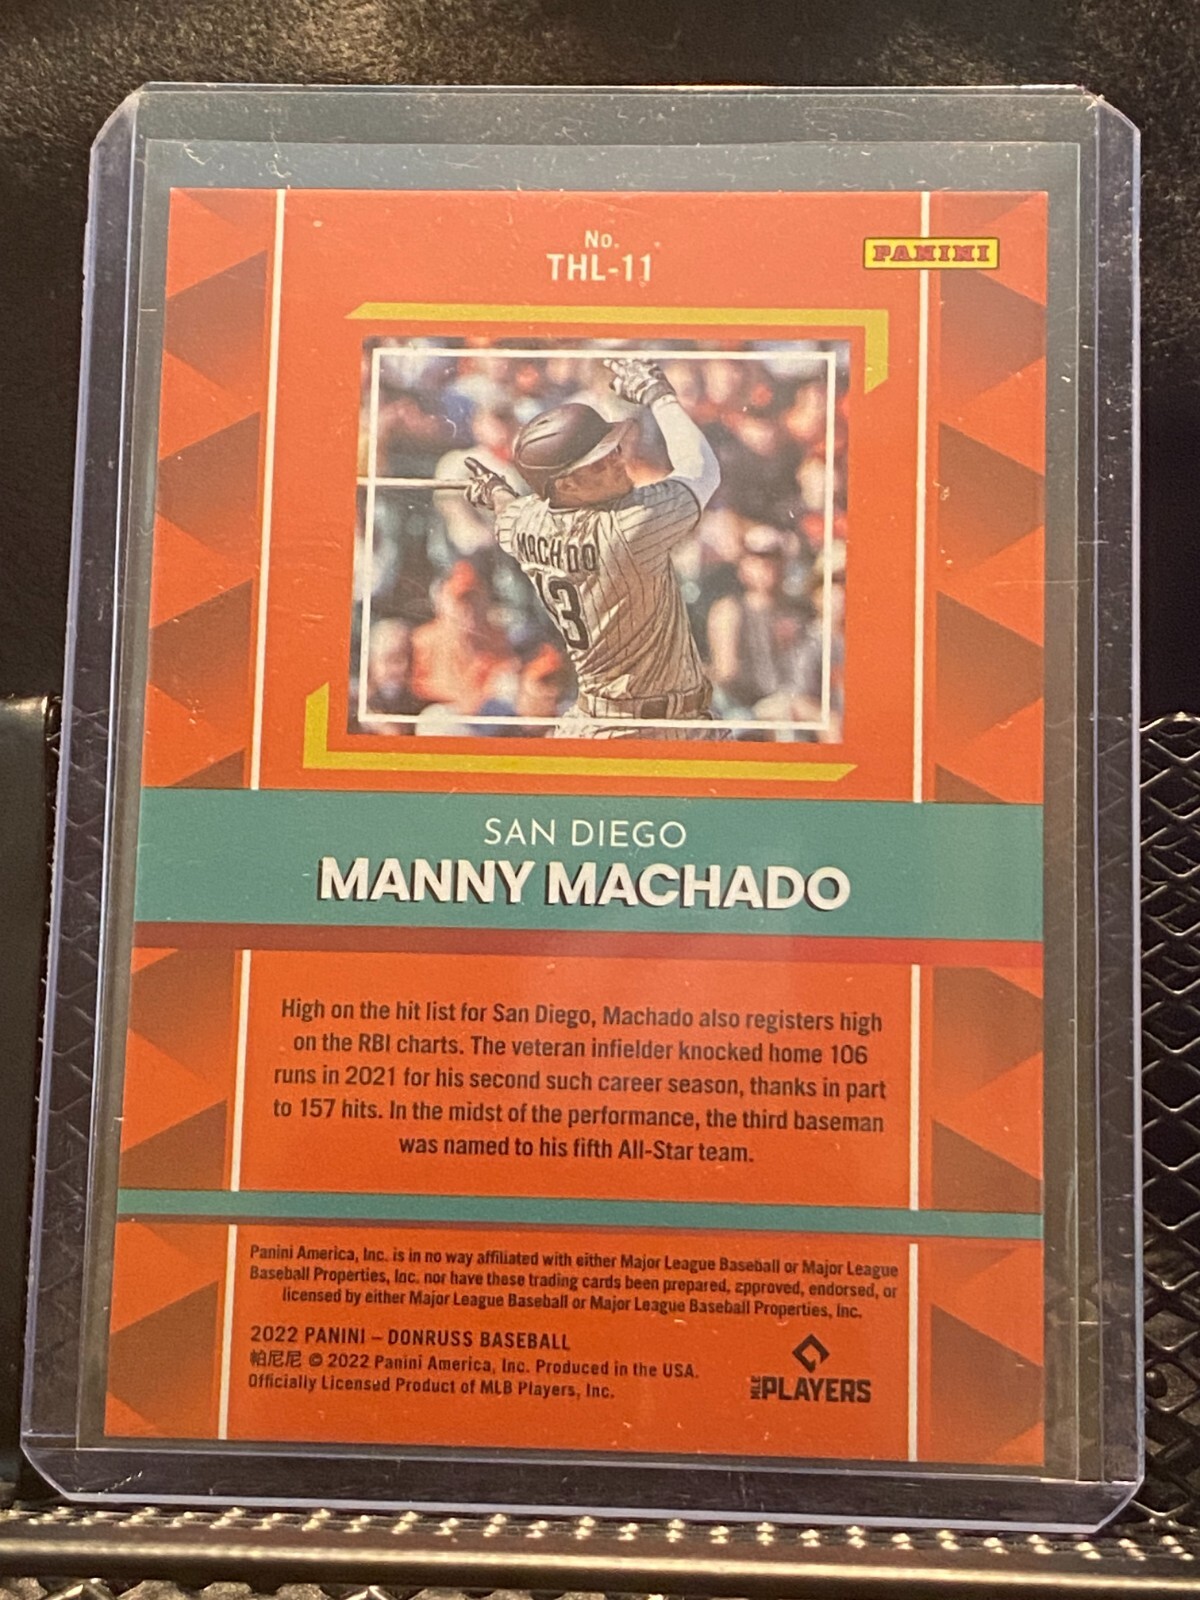 No.
THL-11
PANINI
MACHADO
13
SAN DIEGO
MANNY MACHADO
High on the hit list for San Diego, Machado also registers high
on the RBI charts. The veteran infielder knocked home 106
runs in 2021 for his second such career season, thanks in part
to 157 hits. In the midst of the performance, the third baseman
was named to his fifth All-Star team.
Panini America, Inc. is in no way affiliated with either Major League Baseball or Major League
Baseball Properties, Inc. nor have these trading cards been prepared, approved, endorsed, or
licensed by either Major League Baseball or Major League Baseball Properties, Inc.
2022 PANINI – DONRUSS BASEBALL
帕尼尼 © 2022 Panini America, Inc. Produced in the USA.
Officially Licensed Product of MLB Players, Inc.
MLB PLAYERS